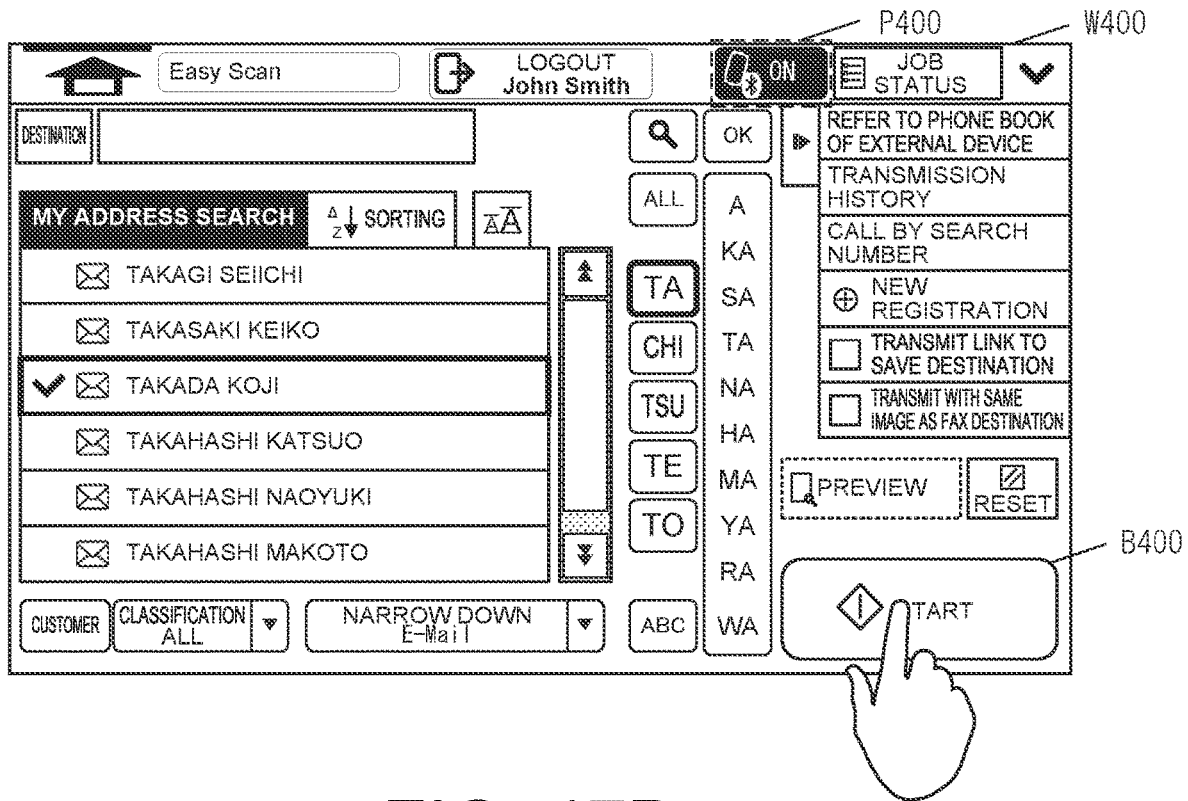 P400
W400
Easy Scan
LOGOUT
John Smith
ON
JOB
STATUS
DESTINATION
OK
REFER TO PHONE BOOK
OF EXTERNAL DEVICE
TRANSMISSION
HISTORY
CALL BY SEARCH
NUMBER
NEW
REGISTRATION
TRANSMIT LINK TO
SAVE DESTINATION
TRANSMIT WITH SAME
IMAGE AS FAX DESTINATION
MY ADDRESS SEARCH
A
Z
SORTING
AA
ALL
A
KA
SA
TA
NA
HA
MA
YA
RA
WA
TAKAGI SEIICHI
TAKASAKI KEIKO
TAKADA KOJI
TAKAHASHI KATSUO
TAKAHASHI NAOYUKI
TAKAHASHI MAKOTO
TA
CHI
TSU
TE
TO
ABC
PREVIEW
RESET
B400
TART
CUSTOMER
CLASSIFICATION
ALL
NARROW DOWN
E-Mail